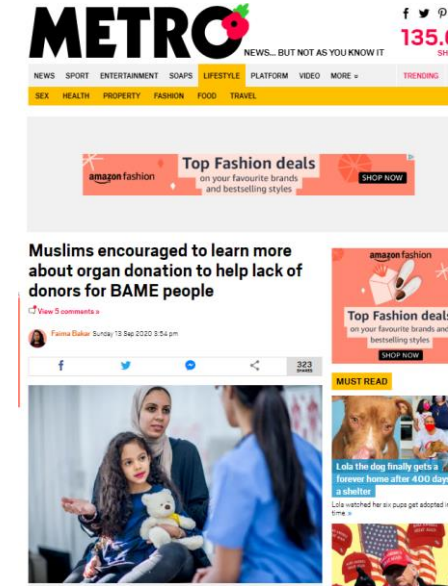 METRO
NEWS... BUT NOT AS YOU KNOW IT
135.
NEWS SPORT ENTERTAINMENT SOAPS LIFESTYLE PLATFORM VIDEO MORE
TRENDING
SEX HEALTH PROPERTY FASHION FOOD TRAVEL
amazon fashion
Top Fashion deals
on your favourite brands
and bestselling styles
SHOP NOW
Muslims encouraged to learn more
about organ donation to help lack of
donors for BAME people
View 5 comments »
Faima Bakar Sunday 13 Sep 2020 3:54 pm
323
SHARES
amazon fashion
Top Fashion deals
on your favourite brands and
bestselling styles
SHOP NOW
MUST READ
Lola the dog finally gets a
forever home after 400 days
a shelter
Lola watched her six pups get adopted in
time »